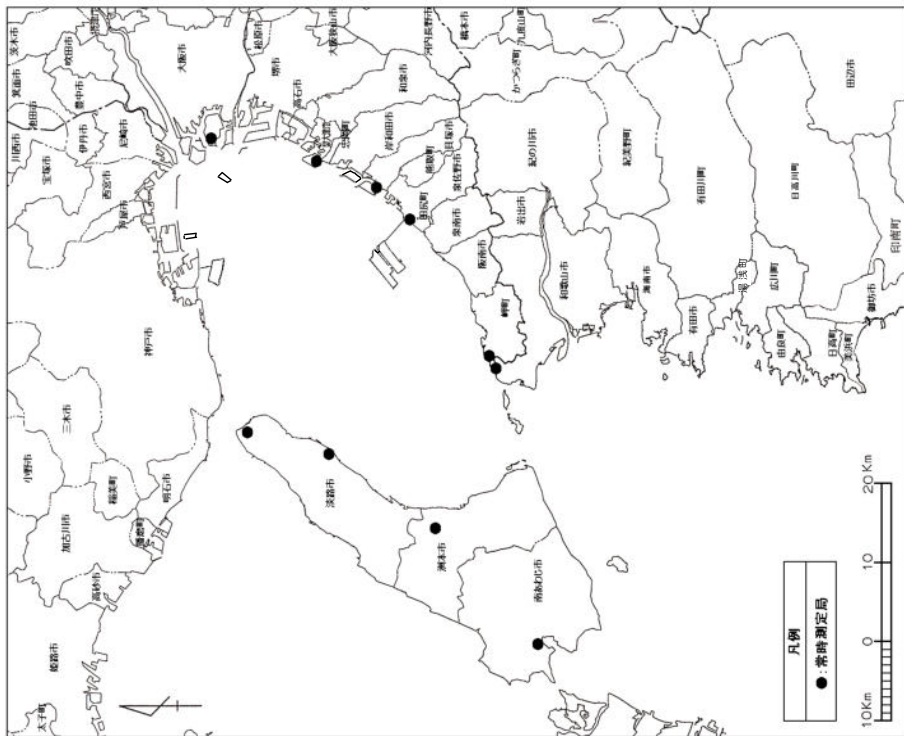 太子町
姫路市
高砂市
加古川市
播磨町
稲美町
小野市
三木市
明石市
神戸市
芦屋市
西宮市
宝塚市
川西市
池田市
伊丹市
尼崎市
箕面市
豊中市
茨木市
吹田市
大阪市
松原市
堺市
高石市
大阪狭山市
忠岡町
和泉市
岸和田市
貝塚市
熊取町
泉佐野市
田尻町
泉南市
阪南市
岬町
河内長野市
橋本市
九度山町
かつらぎ町
紀の川市
岩出市
和歌山市
紀美野町
海南市
有田川町
有田市
湯浅町
広川町
由良町
日高川町
日高町
美浜町
御坊市
印南町
田辺市
淡路市
洲本市
南あわじ市
凡例
●:常時測定局
10Km 0 10 20Km